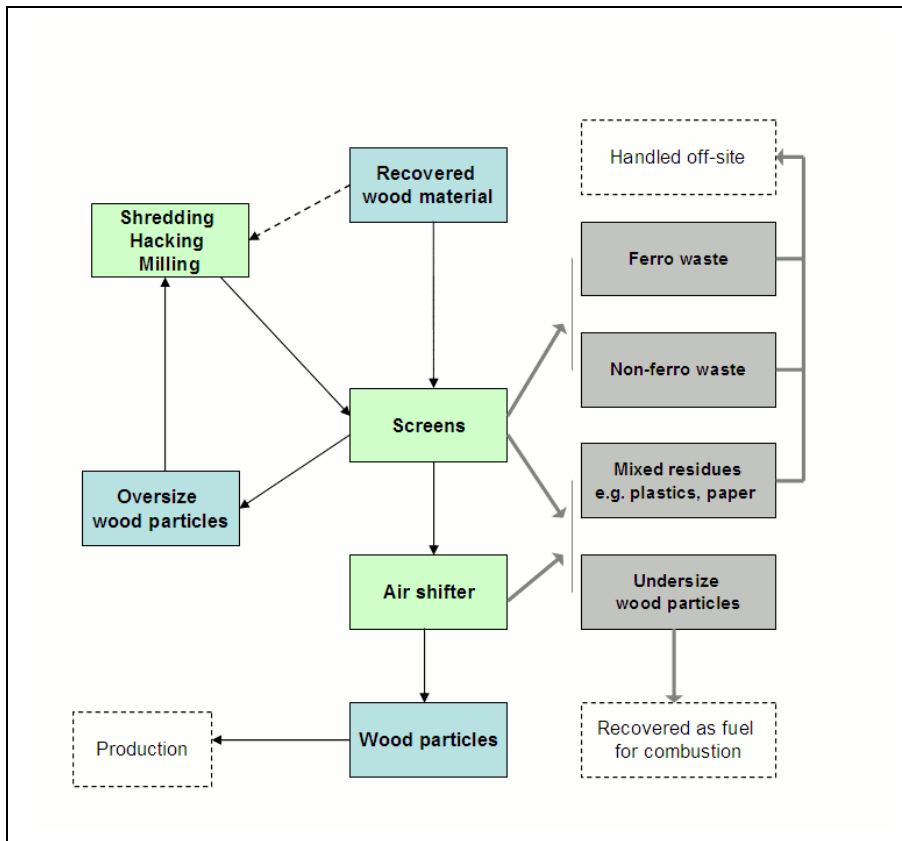 Handled off-site
Recovered
wood material
Shredding
Hacking
Milling
Ferro waste
Non-ferro waste
Screens
Mixed residues
e.g. plastics, paper
Oversize
wood particles
Air shifter
Undersize
wood particles
Wood particles
Production
Recovered as fuel
for combustion